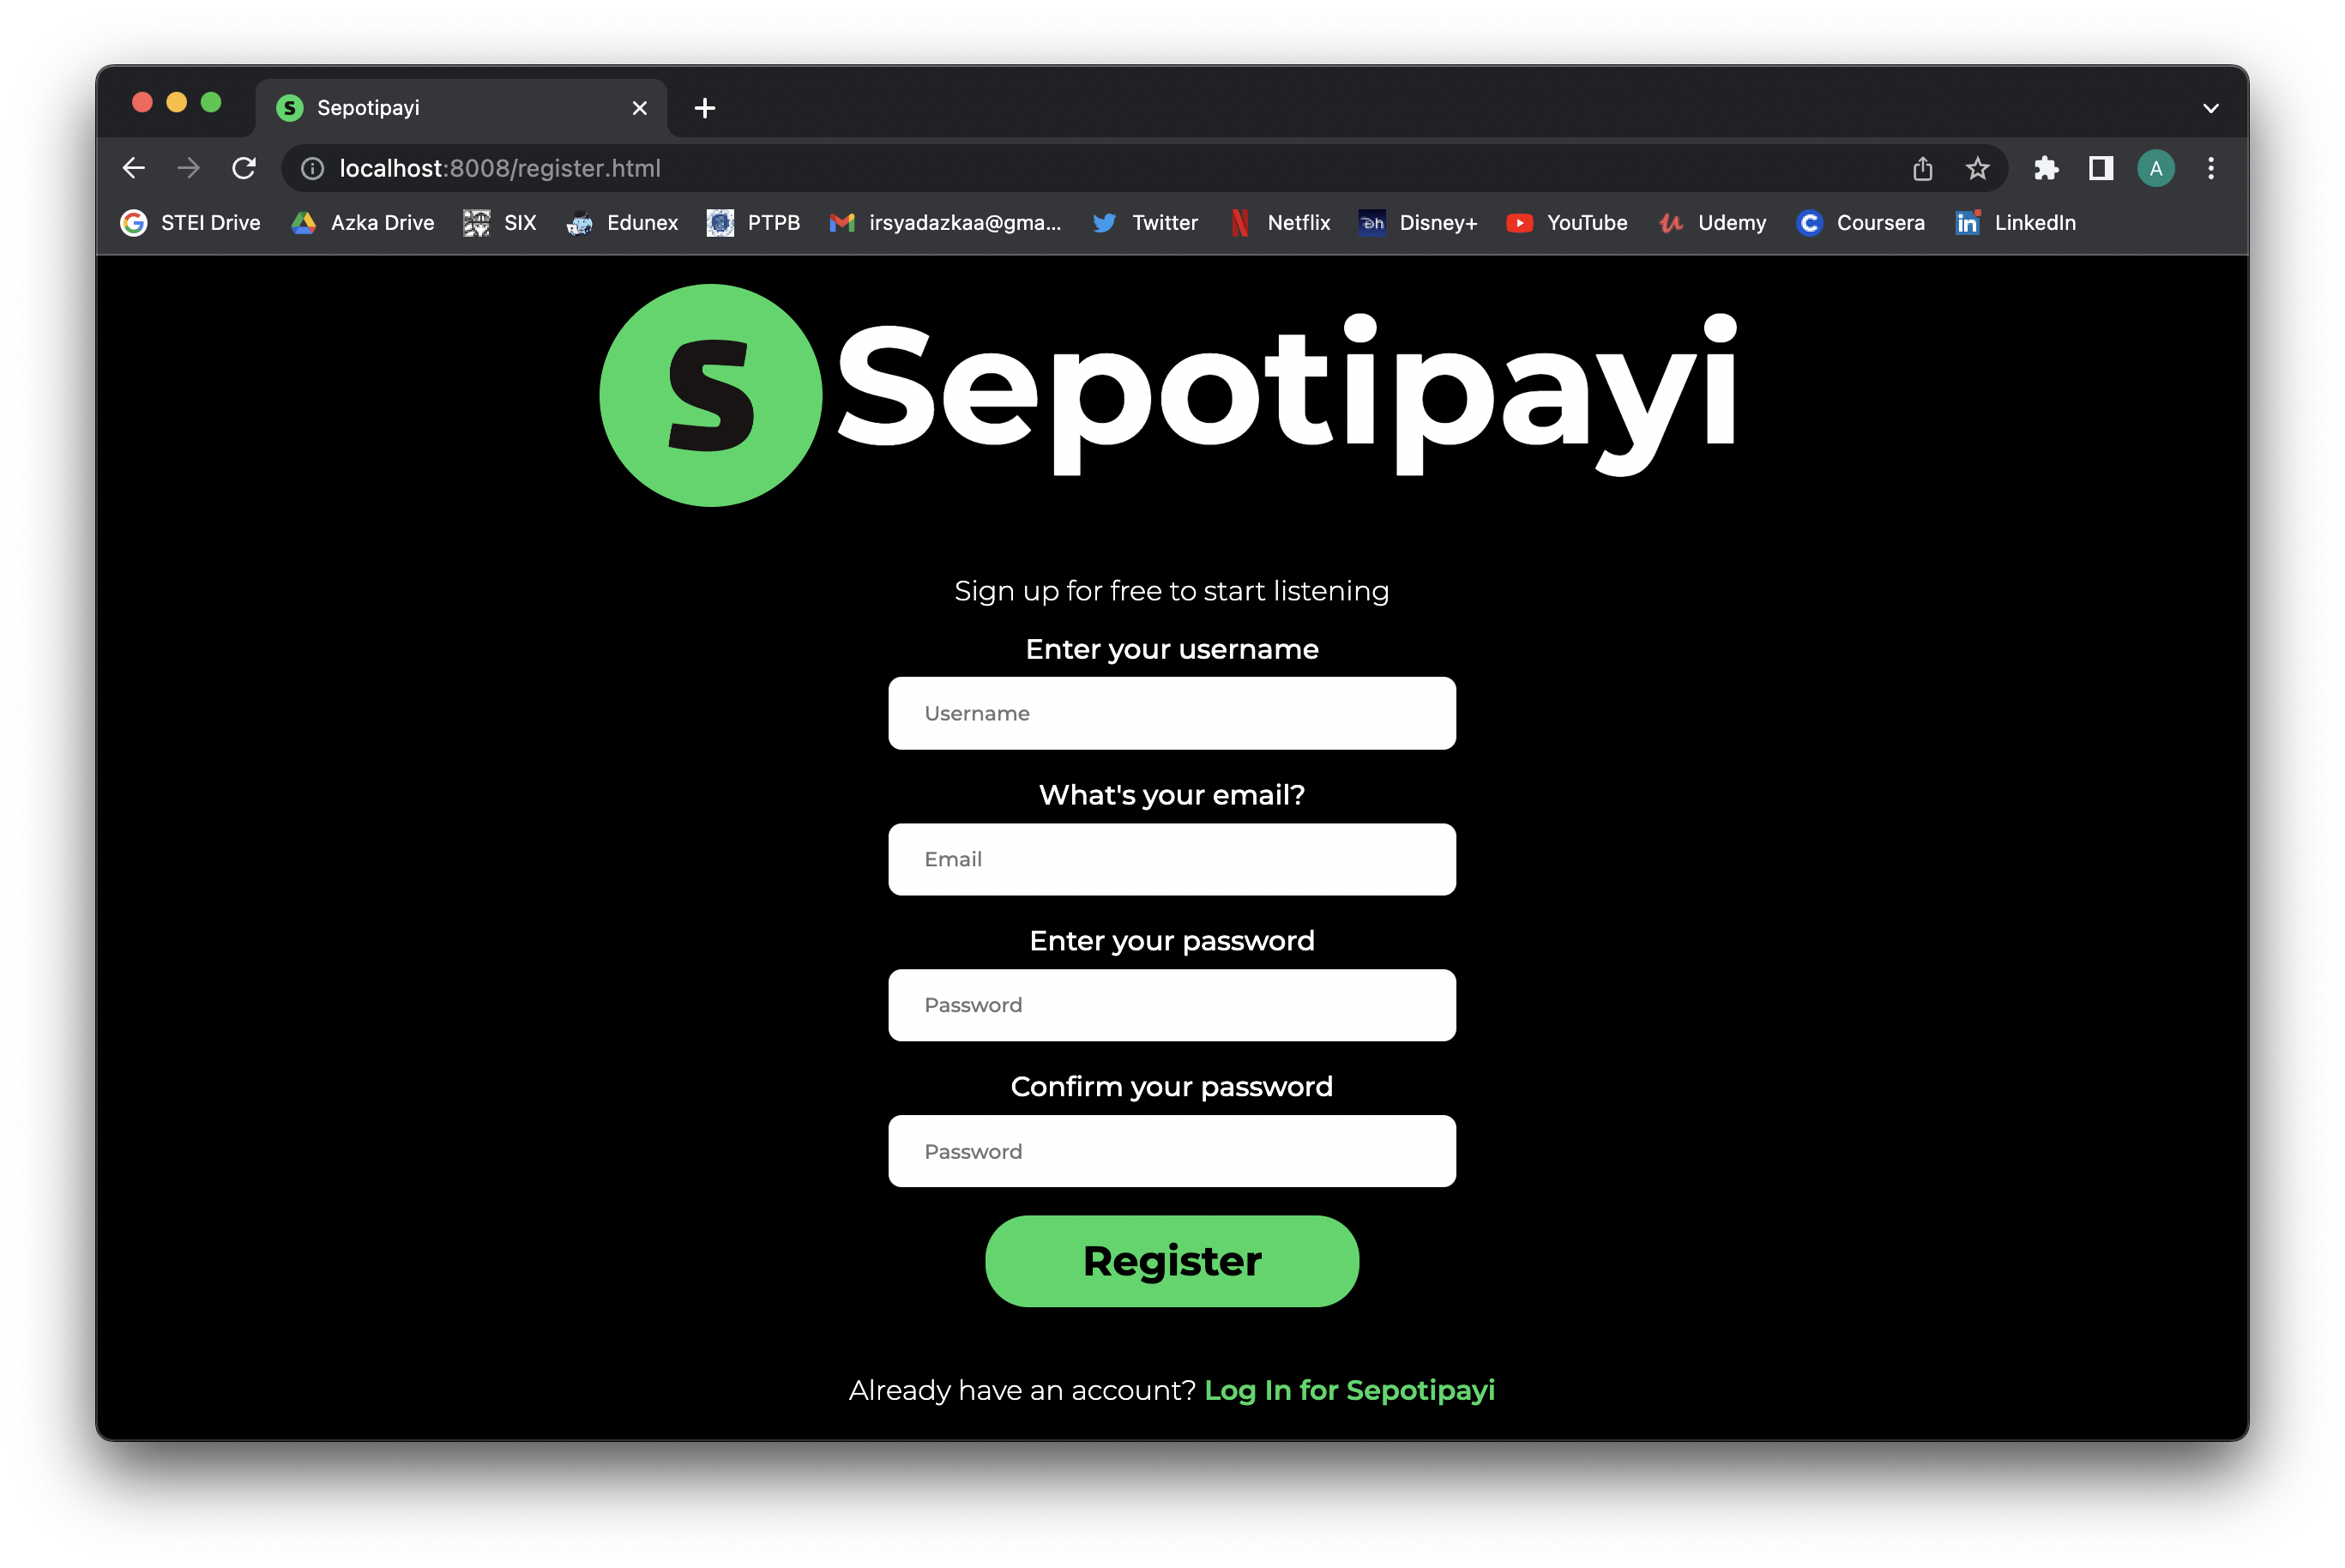 S Sepotipayi
localhost:8008/register.html
A
STEI Drive Azka Drive SIX Edunex PTPB irsyadazkaa@gma... Twitter Netflix Disney+ YouTube Udemy Coursera LinkedIn
S Sepotipayi
Sign up for free to start listening
Enter your username
Username
What's your email?
Email
Enter your password
Password
Confirm your password
Password
Register
Already have an account? Log In for Sepotipayi